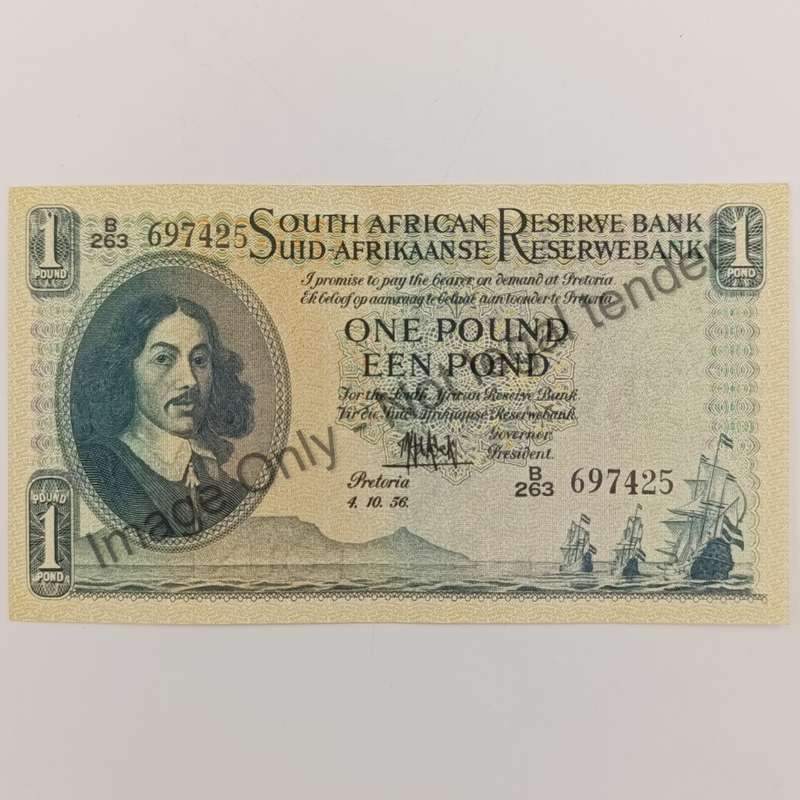 1
POUND
B
263 697425
SOUTH AFRICAN RESERVE BANK
SUID-AFRIKAANSE RESERWEBANK
1
POND
I promise to pay the bearer on demand at Pretoria
Ek beloof op aanvraag te betaal aan toonder te Pretoria
ONE POUND
EEN POND
For the South African Reserve Bank
Vir die Suid-Afrikaanse Reserwebank
Governor
President.
Pretoria
4. 10. 56.
B
263 697425
POUND
1
POND
Image Only - Not legal tender